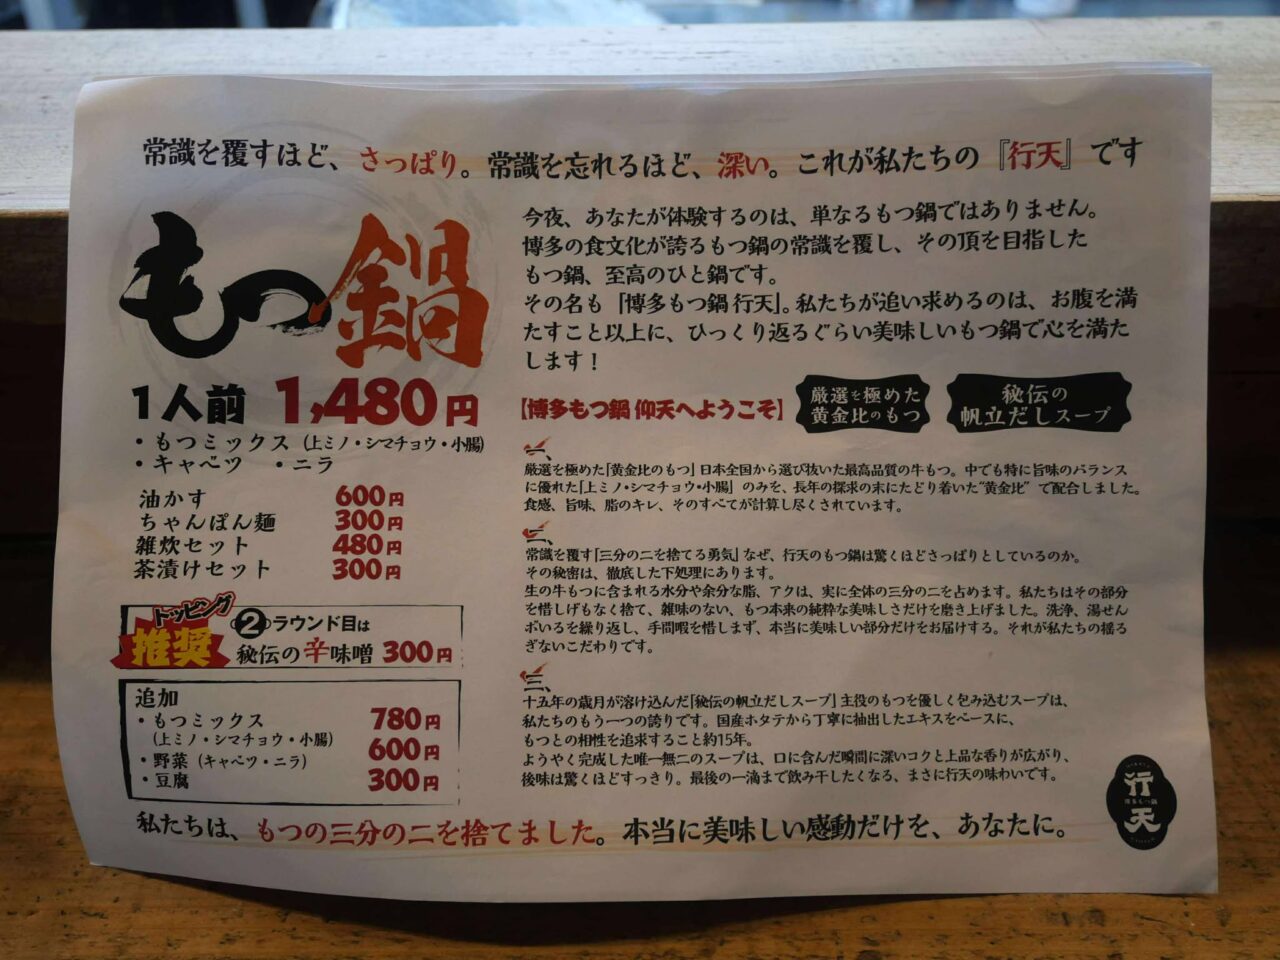 常識を覆すほど、さっぱり。常識を忘れるほど、深い。これが私たちの『行天』です
もつ鍋
1人前 1,480円
・もつミックス（上ミノ・シマチョウ・小腸）
・キャベツ ・ニラ
油かす 600円
ちゃんぽん麺 300円
雑炊セット 480円
茶漬けセット 300円
トッピング
推奨
②ラウンド目は
秘伝の辛味噌 300円
追加
・もつミックス 780円
（上ミノ・シマチョウ・小腸）
・野菜（キャベツ・ニラ） 600円
・豆腐 300円
今夜、あなたが体験するのは、単なるもつ鍋ではありません。
博多の食文化が誇るもつ鍋の常識を覆し、その頂を目指した
もつ鍋、至高のひと鍋です。
その名も「博多もつ鍋 行天」。私たちが追い求めるのは、お腹を満
たすこと以上に、ひっくり返るぐらい美味しいもつ鍋で心を満た
します！
【博多もつ鍋 仰天へようこそ】
厳選を極めた
黄金比のもつ
秘伝の
帆立だしスープ
一、
厳選を極めた「黄金比のもつ」日本全国から選び抜いた最高品質の牛もつ。中でも特に旨味のバランス
に優れた「上ミノ・シマチョウ・小腸」のみを、長年の探求の末にたどり着いた"黄金比"で配合しました。
食感、旨味、脂のキレ、そのすべてが計算し尽くされています。
二、
常識を覆す「三分の二を捨てる勇気」なぜ、行天のもつ鍋は驚くほどさっぱりとしているのか。
その秘密は、徹底した下処理にあります。
生の牛もつに含まれる水分や余分な脂、アクは、実に全体の三分の二を占めます。私たちはその部分
を惜しげもなく捨て、雑味のない、もつ本来の純粋な美味しさだけを磨き上げました。洗浄、湯せん
ボいるを繰り返し、手間暇を惜しまず、本当に美味しい部分だけをお届けする。それが私たちの揺る
ぎないこだわりです。
三、
十五年の歳月が溶け込んだ「秘伝の帆立だしスープ」主役のもつを優しく包み込むスープは、
私たちのもう一つの誇りです。国産ホタテから丁寧に抽出したエキスをベースに、
もつとの相性を追求すること約15年。
ようやく完成した唯一無二のスープは、口に含んだ瞬間に深いコクと上品な香りが広がり、
後味は驚くほどすっきり。最後の一滴まで飲み干したくなる、まさに行天の味わいです。
私たちは、もつの三分の二を捨てました。本当に美味しい感動だけを、あなたに。
行
博多もつ鍋
天